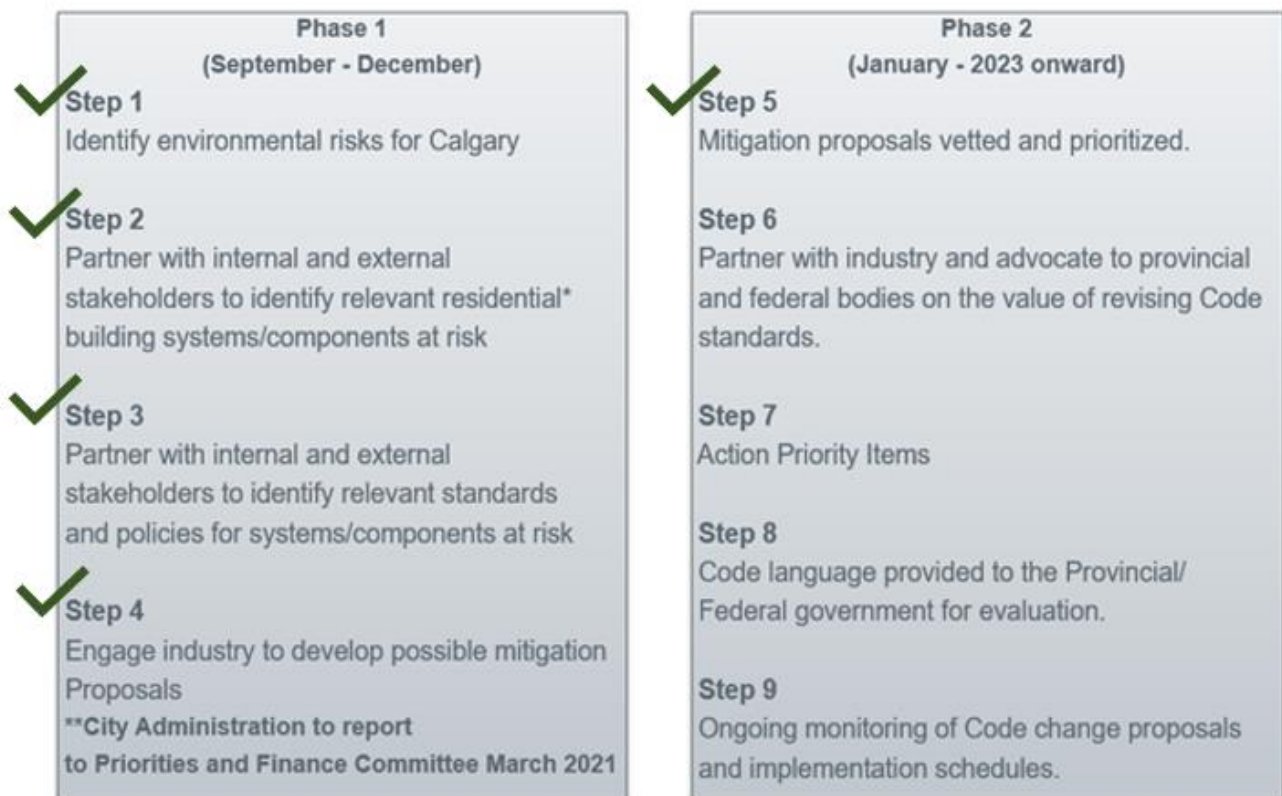 Phase 1
(September - December)
Step 1
Identify environmental risks for Calgary
Step 2
Partner with internal and external
stakeholders to identify relevant residential*
building systems/components at risk
Step 3
Partner with internal and external
stakeholders to identify relevant standards
and policies for systems/components at risk
Step 4
Engage industry to develop possible mitigation
Proposals
**City Administration to report
to Priorities and Finance Committee March 2021
Phase 2
(January - 2023 onward)
Step 5
Mitigation proposals vetted and prioritized.
Step 6
Partner with industry and advocate to provincial
and federal bodies on the value of revising Code
standards.
Step 7
Action Priority Items
Step 8
Code language provided to the Provincial/
Federal government for evaluation.
Step 9
Ongoing monitoring of Code change proposals
and implementation schedules.